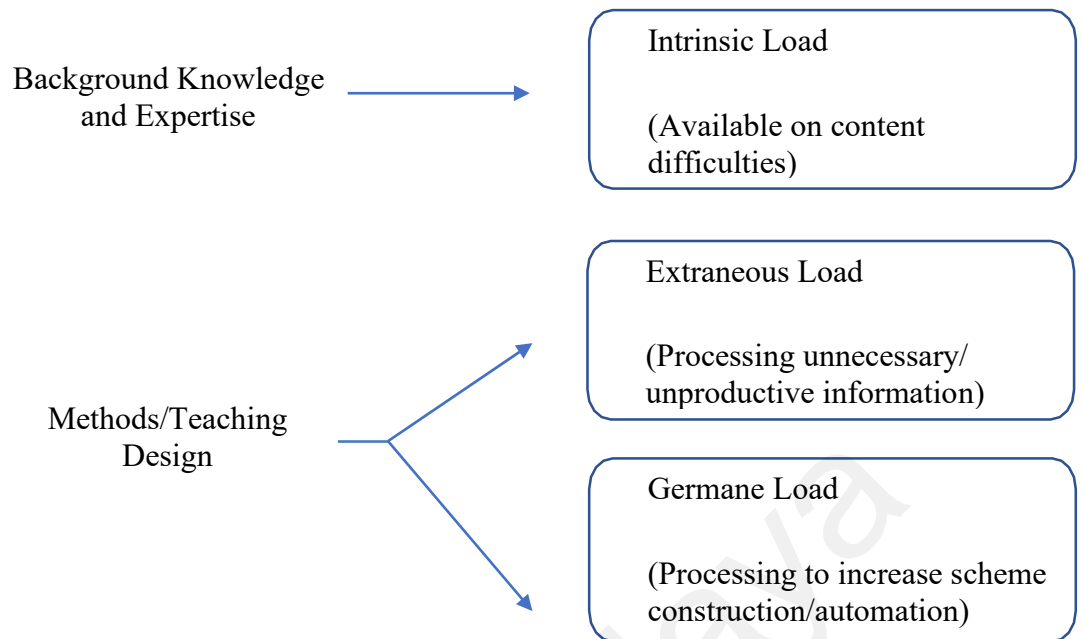 Background Knowledge
and Expertise
Intrinsic Load
(Available on content
difficulties)
Methods/Teaching
Design
Extraneous Load
(Processing unnecessary/
unproductive information)
Germane Load
(Processing to increase scheme
construction/automation)